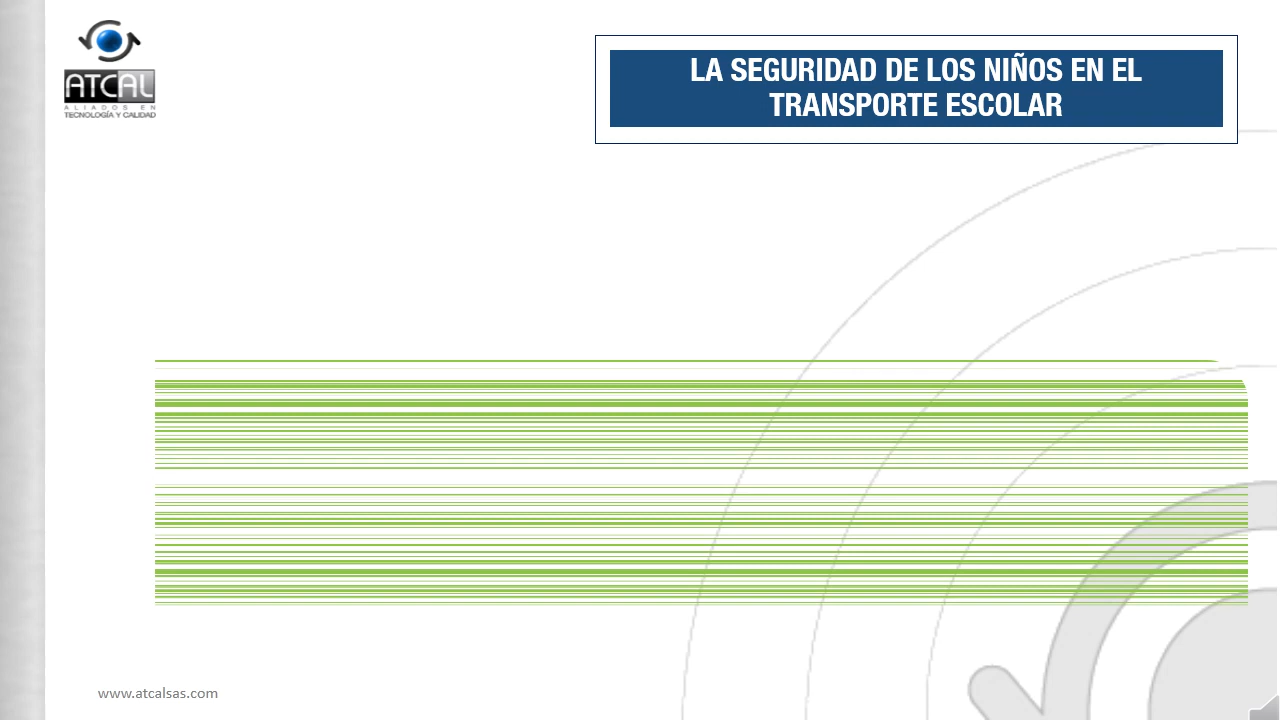 ATCAL
ALIADOS EN
TECNOLOGÍA Y CALIDAD
LA SEGURIDAD DE LOS NIÑOS EN EL
TRANSPORTE ESCOLAR
www.atcalsas.com